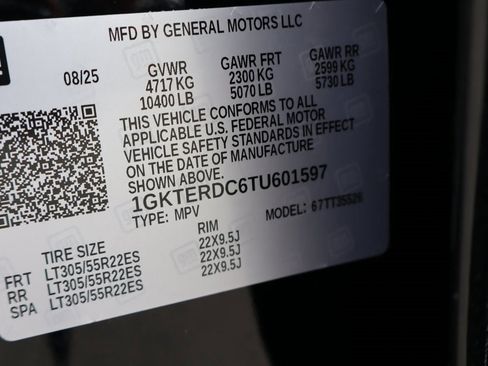 MFD BY GENERAL MOTORS LLC
08/25 GVWR GAWR FRT GAWR RR
4717 KG 2300 KG 2599 KG
10400 LB 5070 LB 5730 LB
THIS VEHICLE CONFORMS TO ALL
APPLICABLE U.S. FEDERAL MOTOR
VEHICLE SAFETY STANDARDS IN EFFECT
ON THE DATE OF MANUFACTURE
SHOWN ABOVE.
1GKTERDC6TU601597
TYPE: MPV MODEL: 67TT35526
TIRE SIZE RIM
FRT LT305/55R22ES 22X9.5J
RR LT305/55R22ES 22X9.5J
SPA LT305/55R22ES 22X9.5J